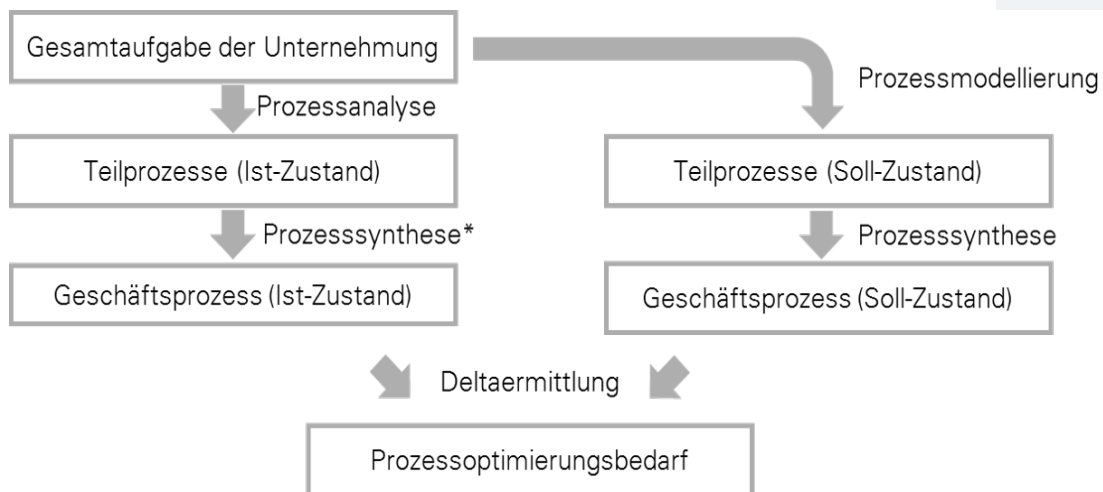 Gesamtaufgabe der Unternehmung
Prozessmodellierung
Prozessanalyse
Teilprozesse (Ist-Zustand)
Teilprozesse (Soll-Zustand)
Prozesssynthese*
Prozesssynthese
Geschäftsprozess (Ist-Zustand)
Geschäftsprozess (Soll-Zustand)
Deltaermittlung
Prozessoptimierungsbedarf